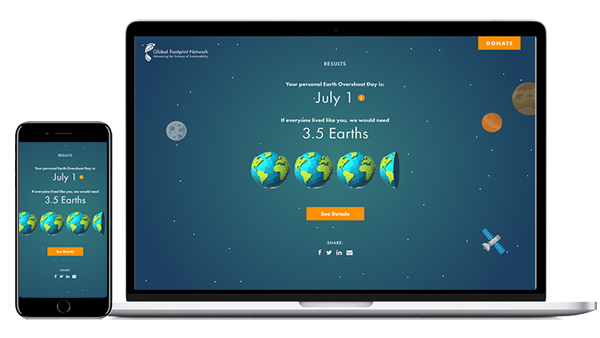 Global Footprint Network
Advancing the Science of Sustainability
DONATE
RESULTS
Your personal Earth Overshoot Day is:
July 1
If everyone lived like you, we would need
3.5 Earths
See Details
SHARE:
RESULTS
Your personal Earth Overshoot Day is:
July 1
If everyone lived like you, we would need
3.5 Earths
See Details
SHARE: